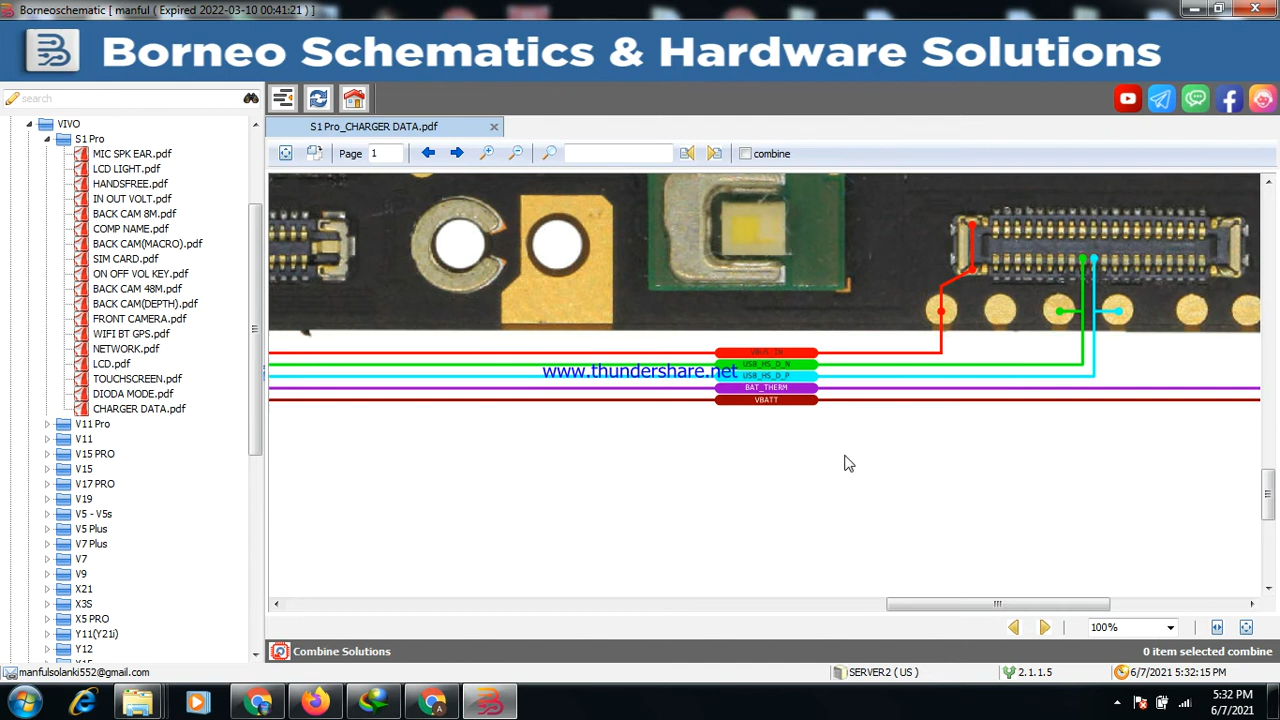 Borneoschematic [ manful ( Expired 2022-03-10 00:41:21 ) ]
Borneo Schematics & Hardware Solutions
search
VIVO
S1 Pro
MIC SPK EAR.pdf
LCD LIGHT.pdf
HANDSFREE.pdf
IN OUT VOLT.pdf
BACK CAM 8M.pdf
COMP NAME.pdf
BACK CAM(MACRO).pdf
SIM CARD.pdf
ON OFF VOL KEY.pdf
BACK CAM 48M.pdf
BACK CAM(DEPTH).pdf
FRONT CAMERA.pdf
WIFI BT GPS.pdf
NETWORK.pdf
LCD.pdf
TOUCHSCREEN.pdf
DIODA MODE.pdf
CHARGER DATA.pdf
V11 Pro
V11
V15 PRO
V15
V17 PRO
V19
V5 - V5s
V5 Plus
V7 Plus
V7
V9
X21
X3S
X5 PRO
Y11(Y21i)
Y12
S1 Pro_CHARGER DATA.pdf
Page 1
combine
VBUS_IN
USB_HS_D_N
www.thundershare.net
USB_HS_D_P
BAT_THERM
VBATT
100%
Combine Solutions
0 item selected combine
manfulsolanki552@gmail.com
SERVER2 ( US )
2.1.1.5
6/7/2021 5:32:15 PM
5:32 PM
6/7/2021